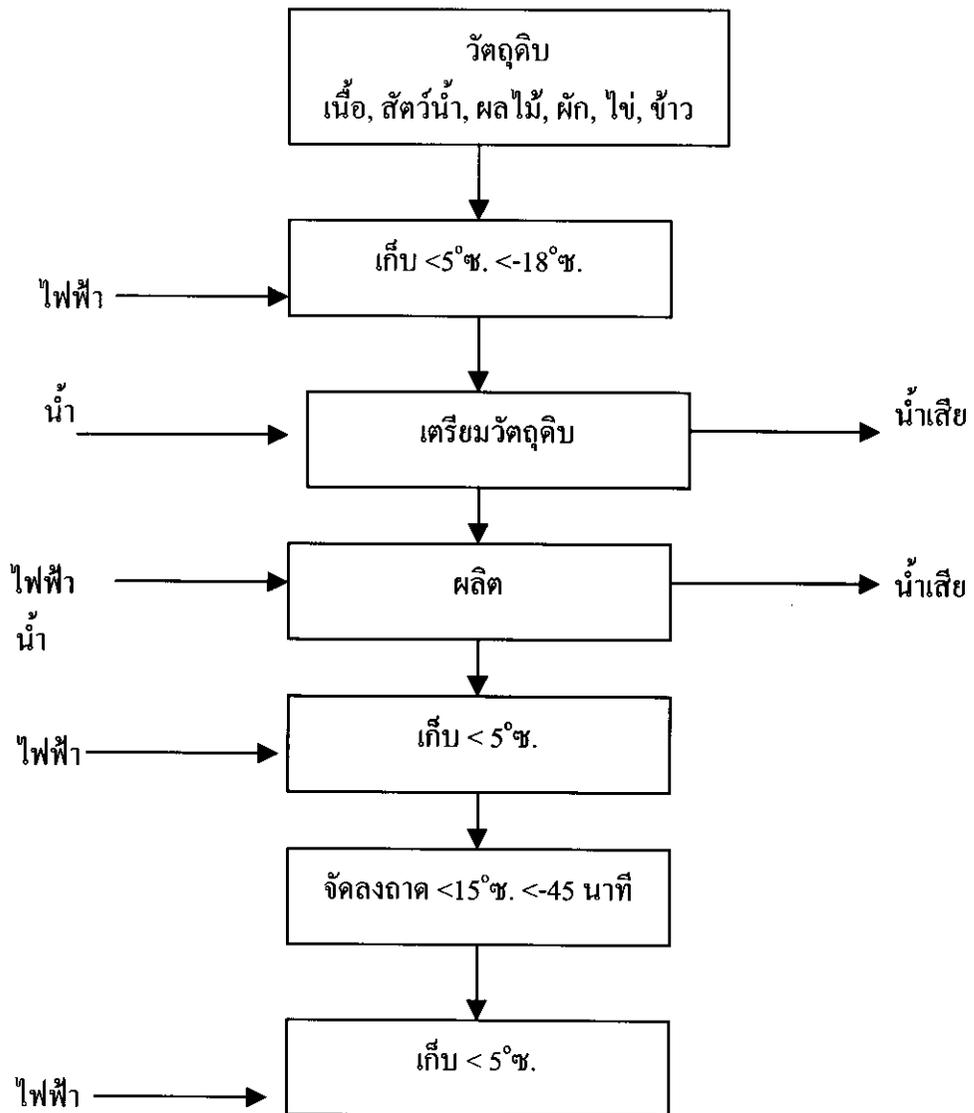 วัตถุดิบ
เนื้อ, สัตว์น้ำ, ผลไม้, ผัก, ไข่, ข้าว
เก็บ <5°ซ. <-18°ซ.
ไฟฟ้า
น้ำ
เตรียมวัตถุดิบ
น้ำเสีย
ไฟฟ้า
น้ำ
ผลิต
น้ำเสีย
ไฟฟ้า
เก็บ < 5°ซ.
จัดลงถาด <15°ซ. <-45 นาที
เก็บ < 5°ซ.
ไฟฟ้า